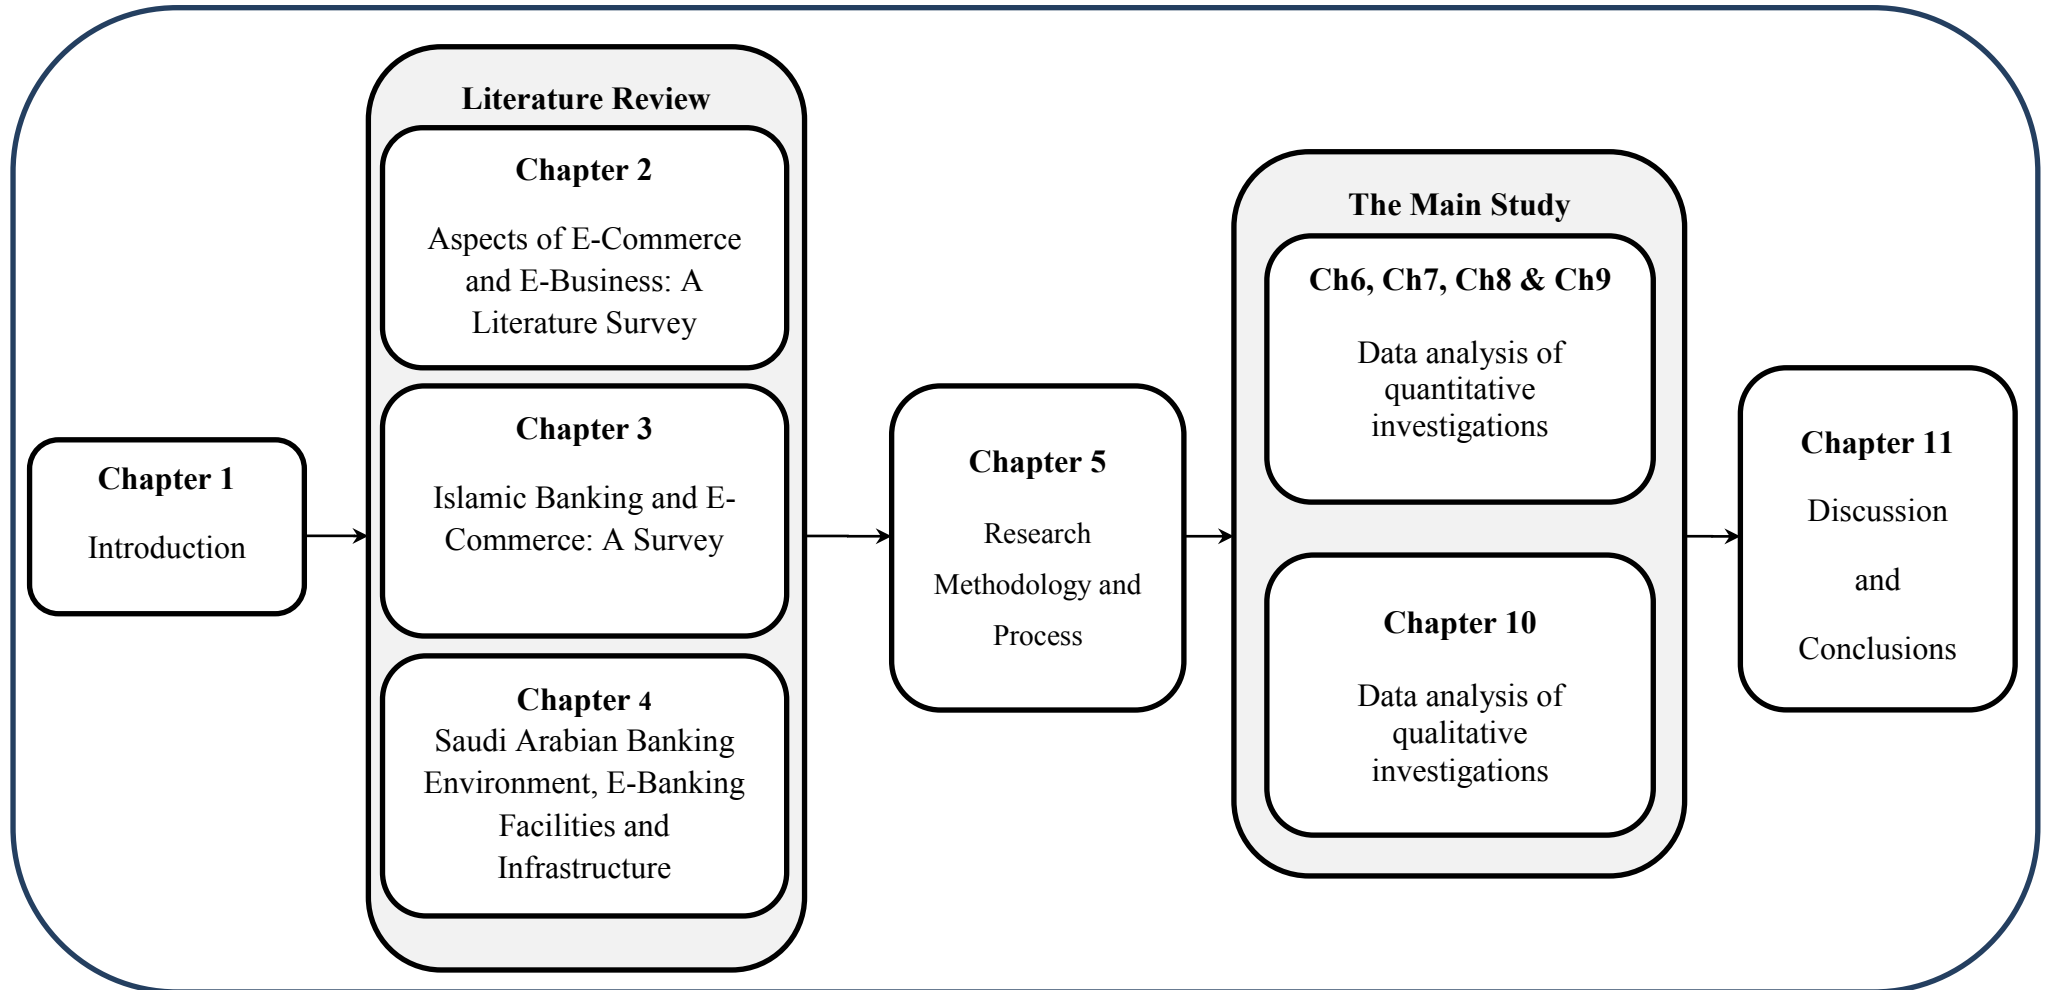 Chapter 1
Introduction
Literature Review
Chapter 2
Aspects of E-Commerce
and E-Business: A
Literature Survey
Chapter 3
Islamic Banking and E-
Commerce: A Survey
Chapter 4
Saudi Arabian Banking
Environment, E-Banking
Facilities and
Infrastructure
Chapter 5
Research
Methodology and
Process
The Main Study
Ch6, Ch7, Ch8 & Ch9
Data analysis of
quantitative
investigations
Chapter 10
Data analysis of
qualitative
investigations
Chapter 11
Discussion
and
Conclusions